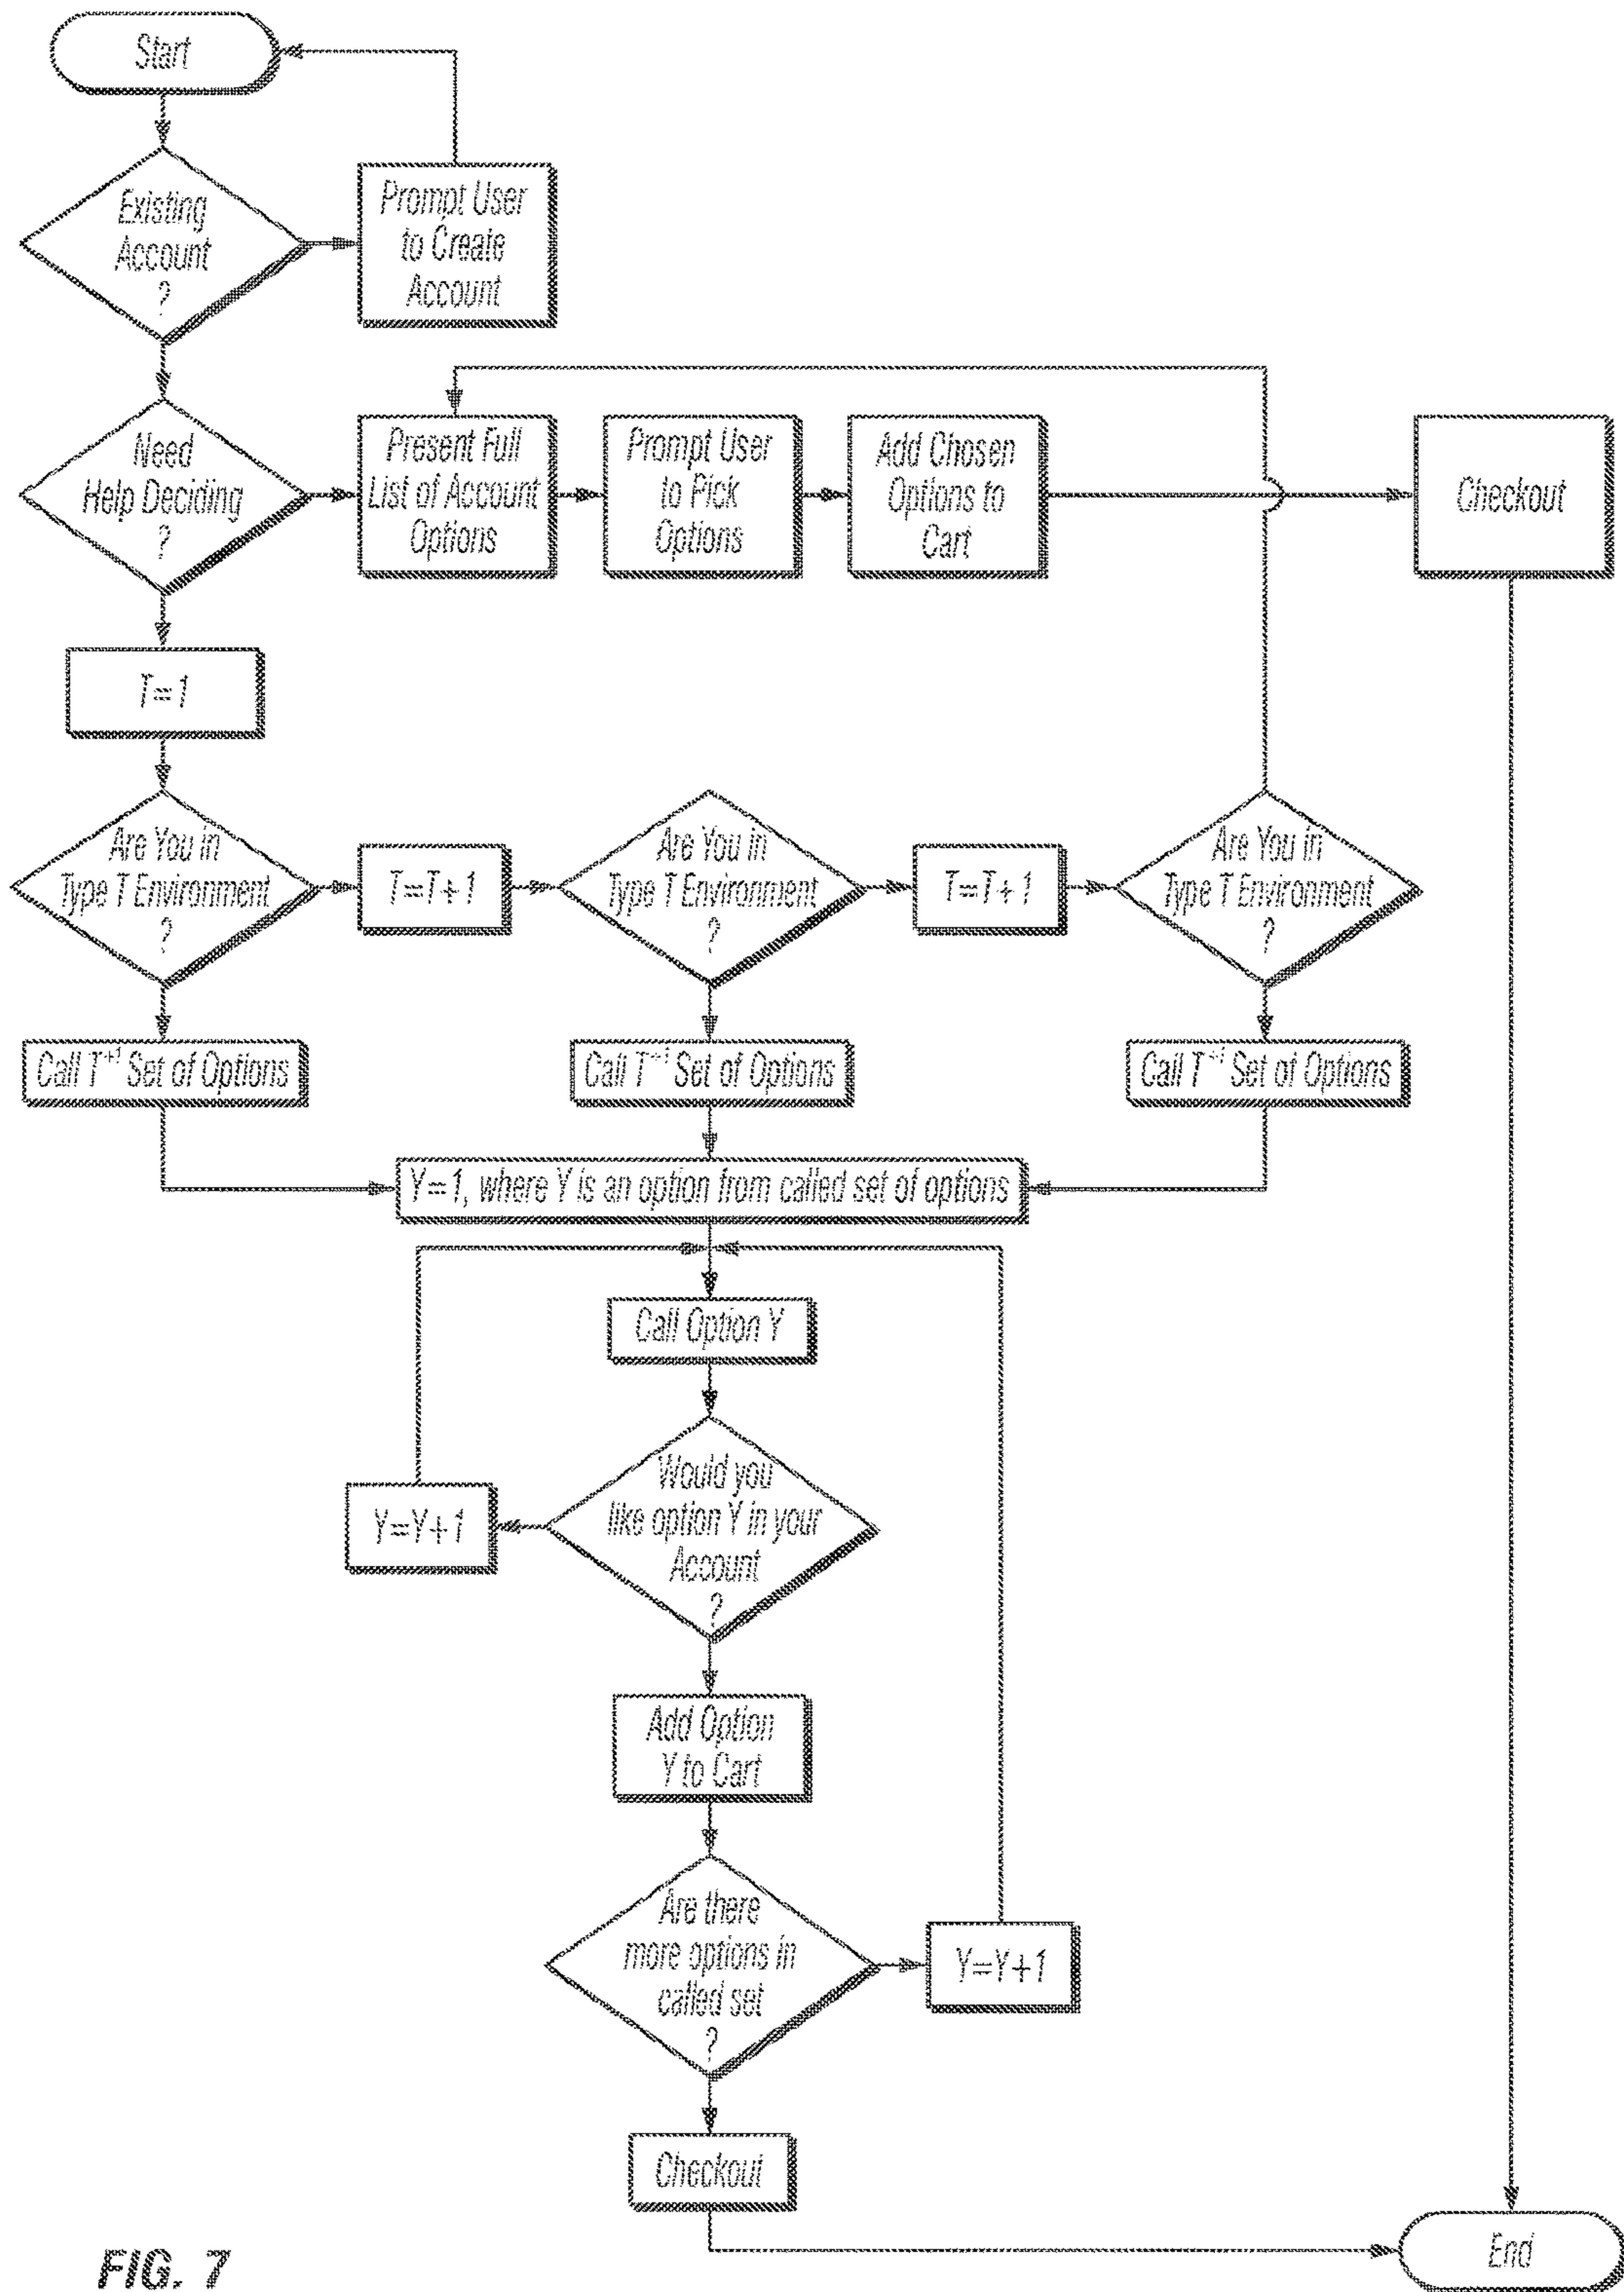 Start
Existing
Account
?
Prompt User
to Create
Account
Need
Help Deciding
?
Present Full
List of Account
Options
Prompt User
to Pick
Options
Add Chosen
Options to
Cart
Checkout
T=1
Are You in
Type T Environment
?
T=T+1
Are You in
Type T Environment
?
T=T+1
Are You in
Type T Environment
?
Call T Set of Options
Call T Set of Options
Call T Set of Options
Y=1, where Y is an option from called set of options
Call Option Y
Would you
like option Y in your
Account
?
Y=Y+1
Add Option
Y to Cart
Are there
more options in
called set
?
Y=Y+1
Checkout
End
FIG. 7